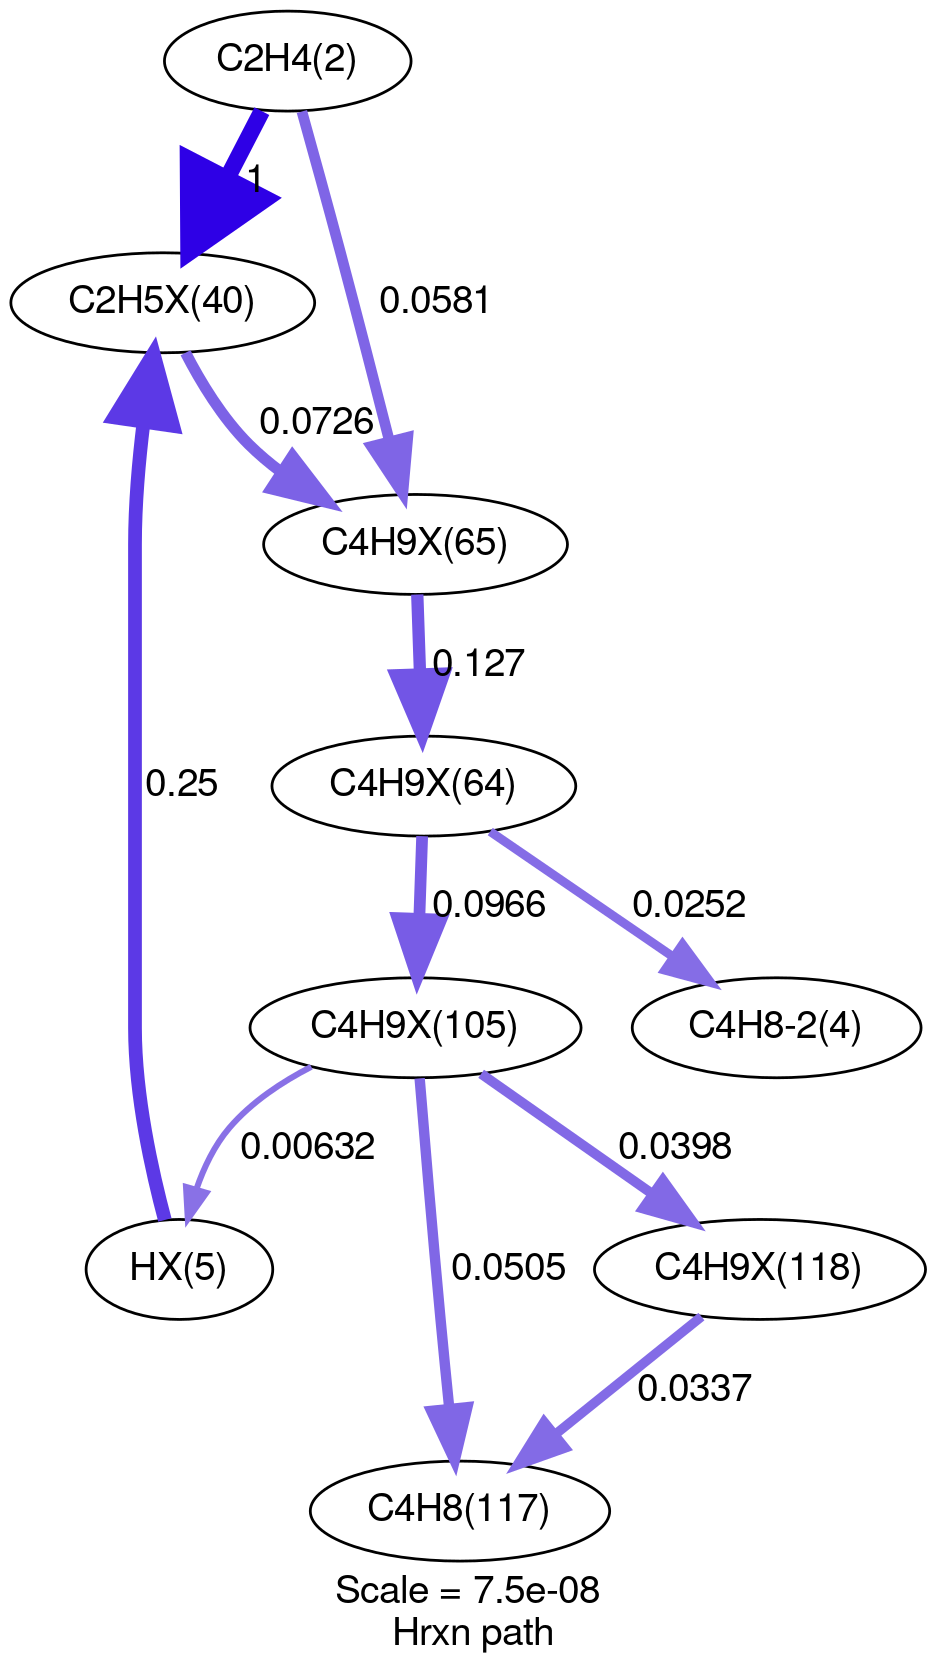 C2H4(2)
1
C2H5X(40)
0.0581
0.0726
C4H9X(65)
0.127
C4H9X(64)
0.25
0.0966
0.0252
C4H9X(105)
C4H8-2(4)
0.00632
0.0398
HX(5)
0.0505
C4H9X(118)
0.0337
C4H8(117)
Scale = 7.5e-08
Hrxn path